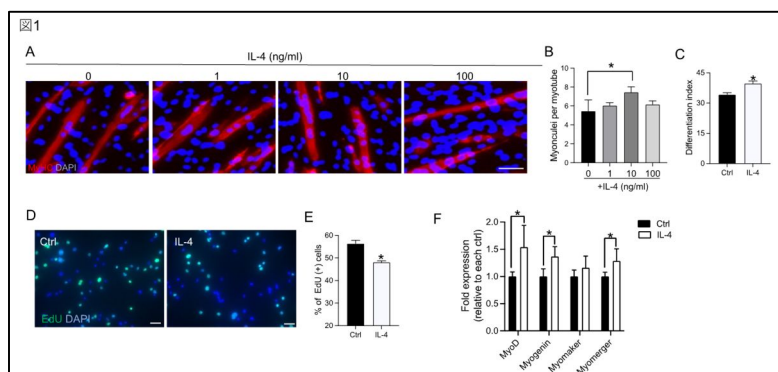 図1
A
IL-4 (ng/ml)
0 1 10 100
DAPI
B
*
Myonculei per myotube
10
8
6
4
2
0
0 1 10 100
+IL-4 (ng/ml)
C
*
Differentiation index
45
30
15
0
Ctrl IL-4
D
Ctrl IL-4
EdU DAPI
E
% of EdU (+) cells
60
50
40
30
20
*
Ctrl IL-4
F
Fold expression
(relative to each ctrl)
2.0
1.5
1.0
0.5
0.0
* * *
Ctrl
IL-4
MyoD
Myogenin
Myomaker
Myomerger